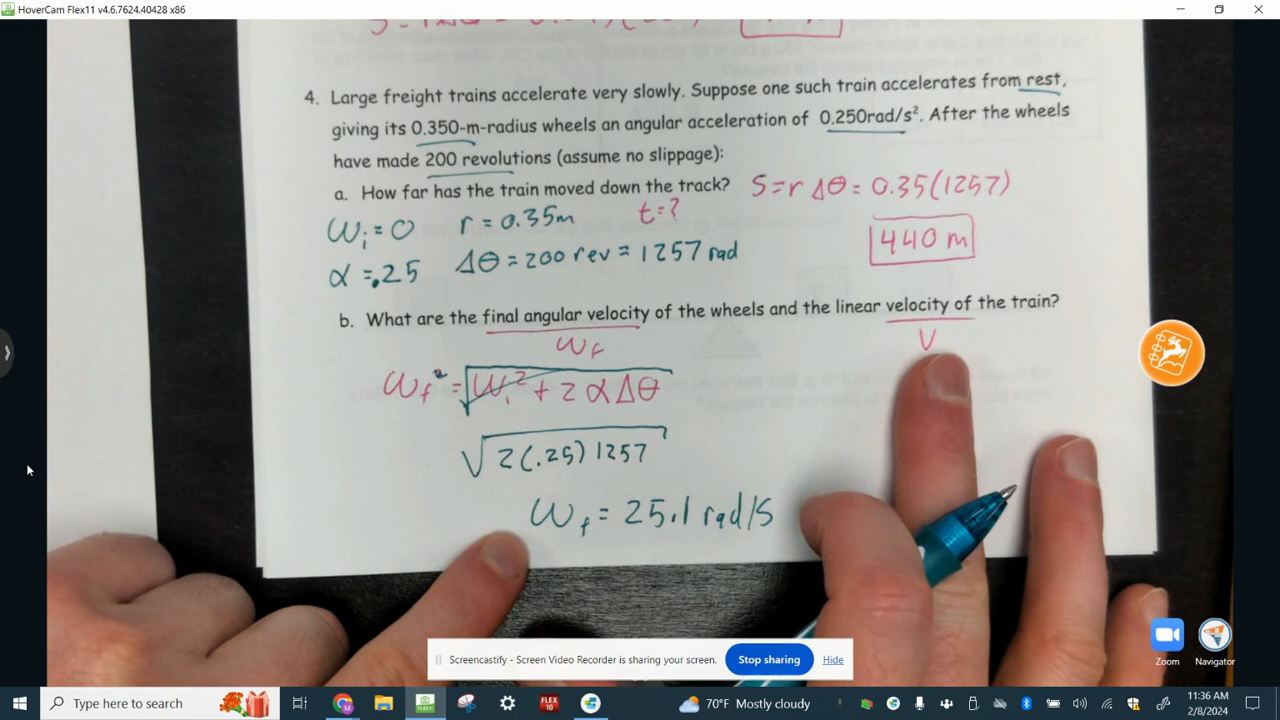 HoverCam Flex11 v4.6.7624.40428 x86
4. Large freight trains accelerate very slowly. Suppose one such train accelerates from rest,
giving its 0.350-m-radius wheels an angular acceleration of 0.250rad/s². After the wheels
have made 200 revolutions (assume no slippage):
a. How far has the train moved down the track? S=rΔθ=0.35(1257)
440 m
ωi=0 r=0.35m t=?
α=.25 Δθ=200 rev=1257 rad
b. What are the final angular velocity of the wheels and the linear velocity of the train?
ωf V
ωf²=√ωi²+2αΔθ
√2(.25)1257
ωf=25.1 rad/s
Screencastify - Screen Video Recorder is sharing your screen. Stop sharing Hide
Zoom Navigator
Type here to search FLEX11 FLEX 10 70°F Mostly cloudy 11:36 AM
2/8/2024